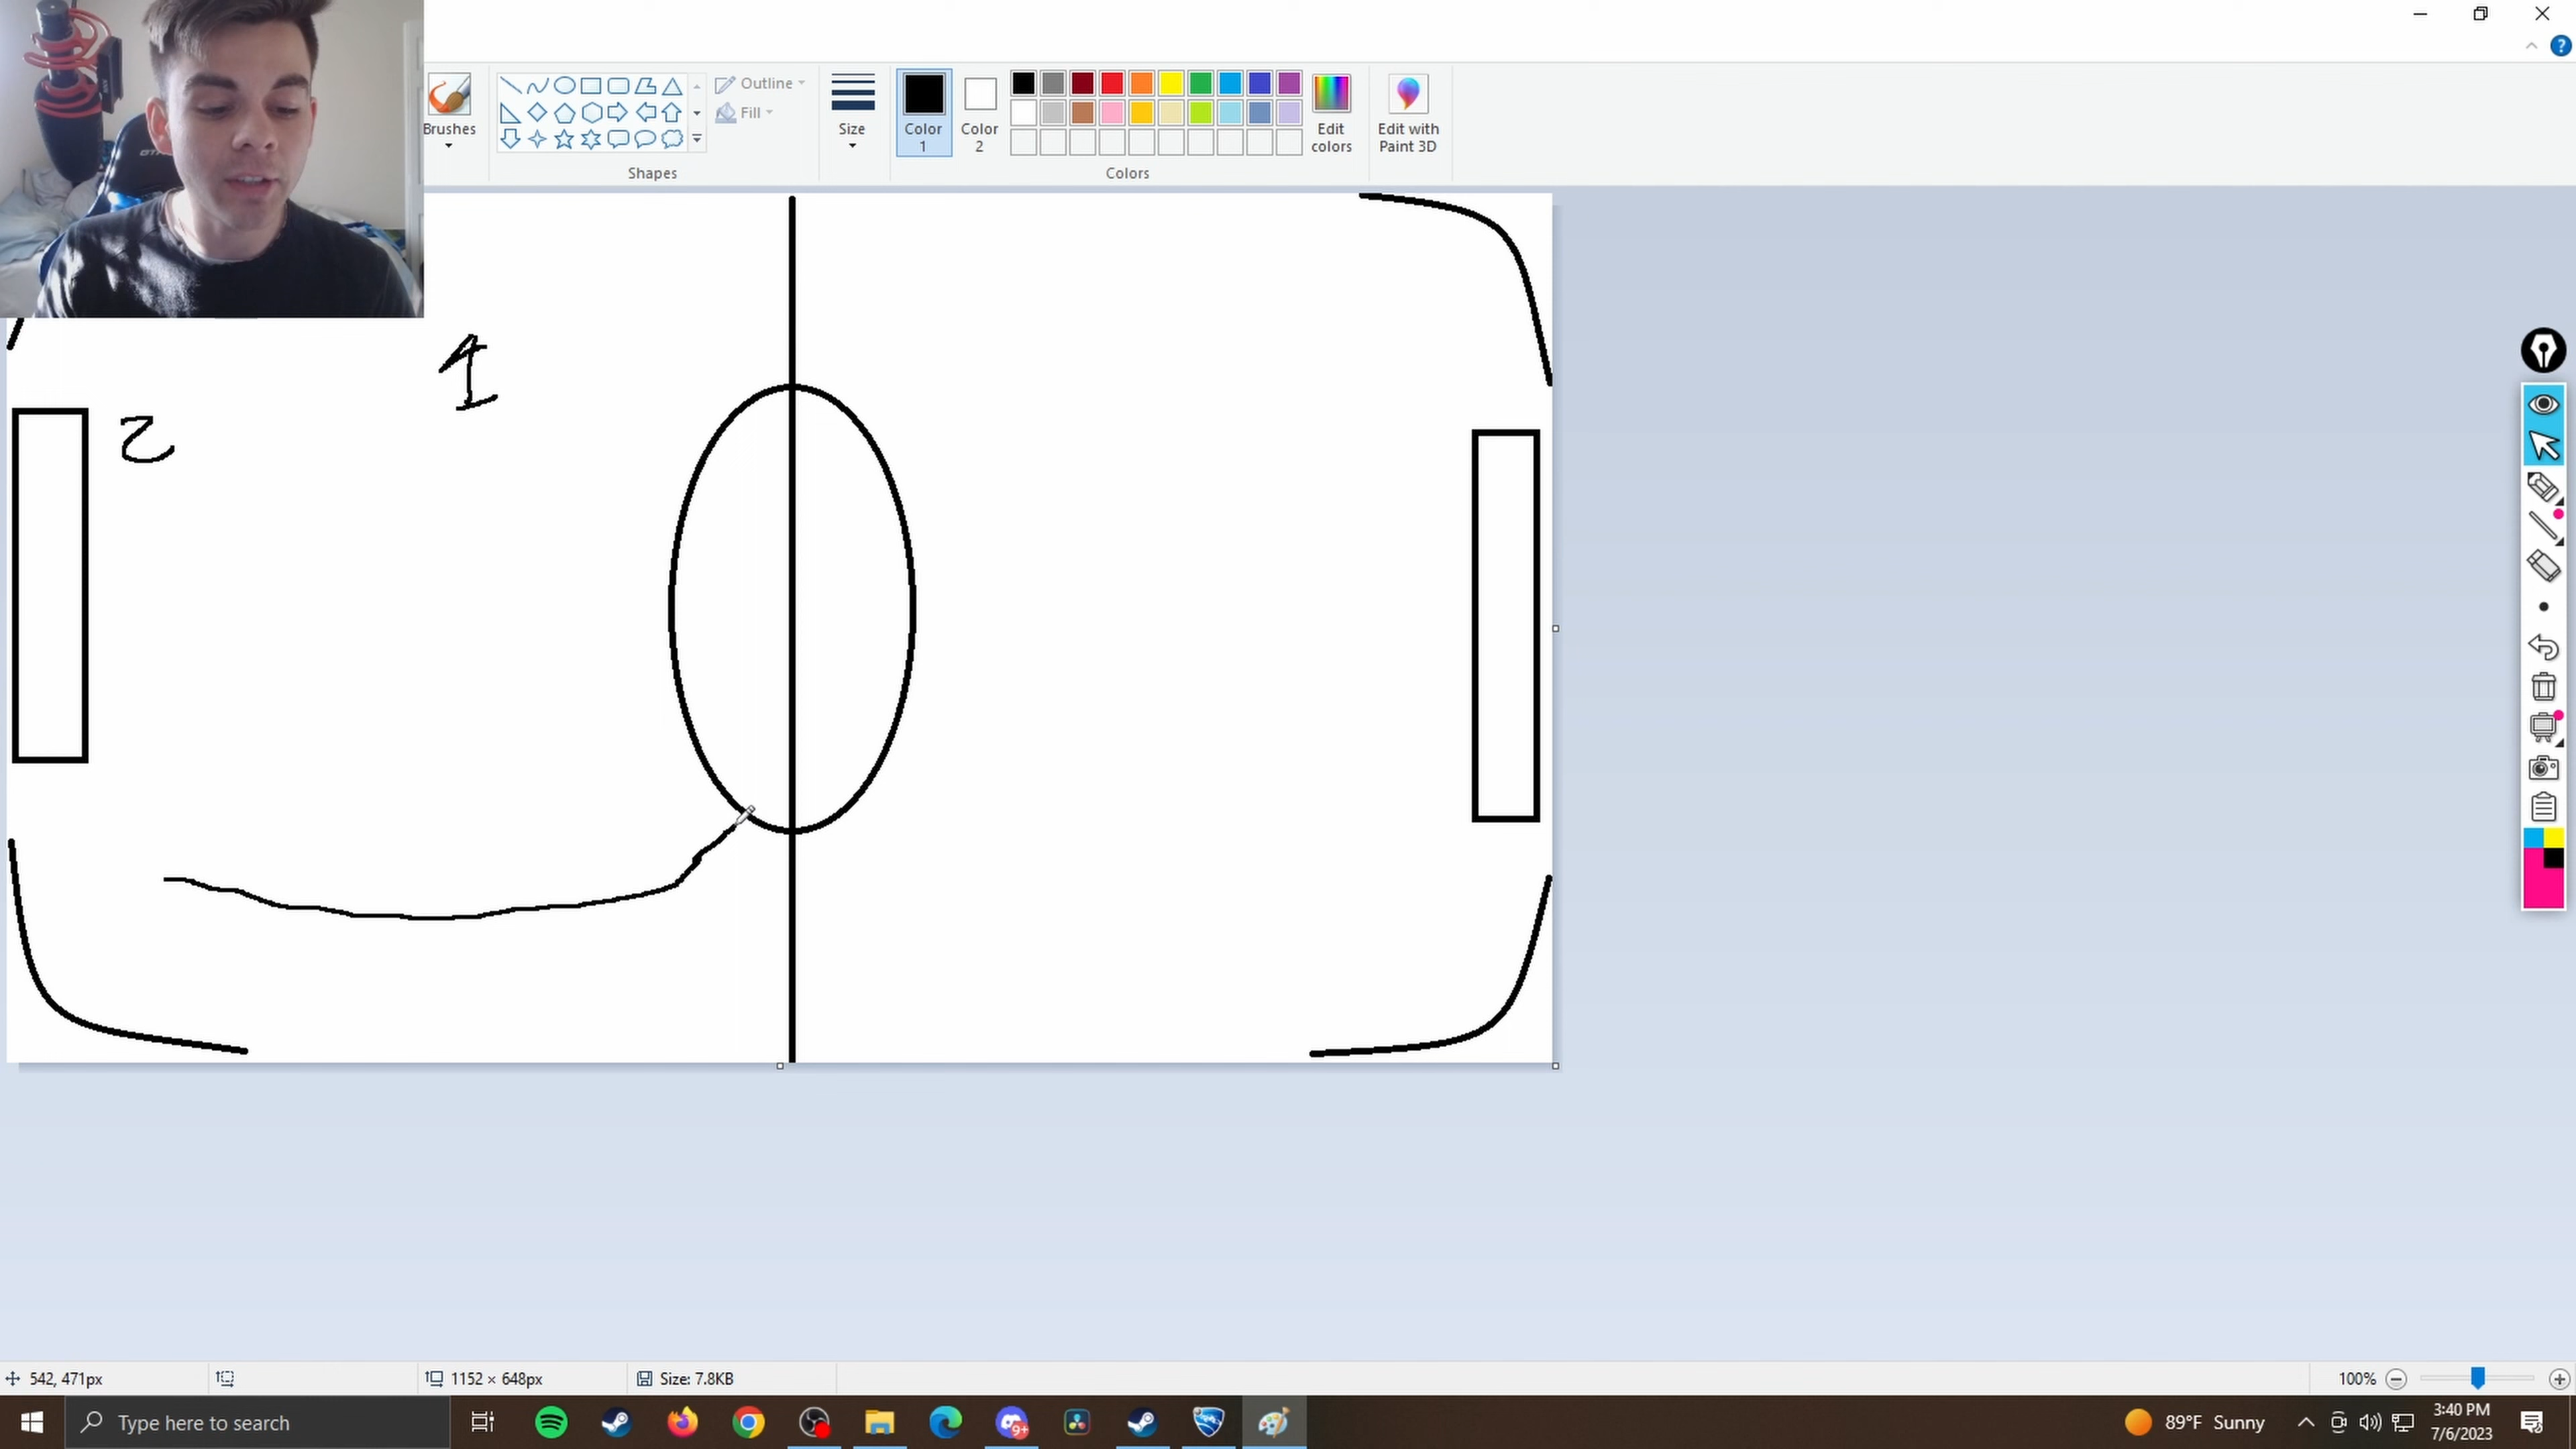 Brushes
Outline
Fill
Shapes
Size
Color
1
Color
2
Edit
colors
Edit with
Paint 3D
Colors
1
2
542, 471px
1152 × 648px
Size: 7.8KB
100%
Type here to search
9+
89°F Sunny
3:40 PM
7/6/2023